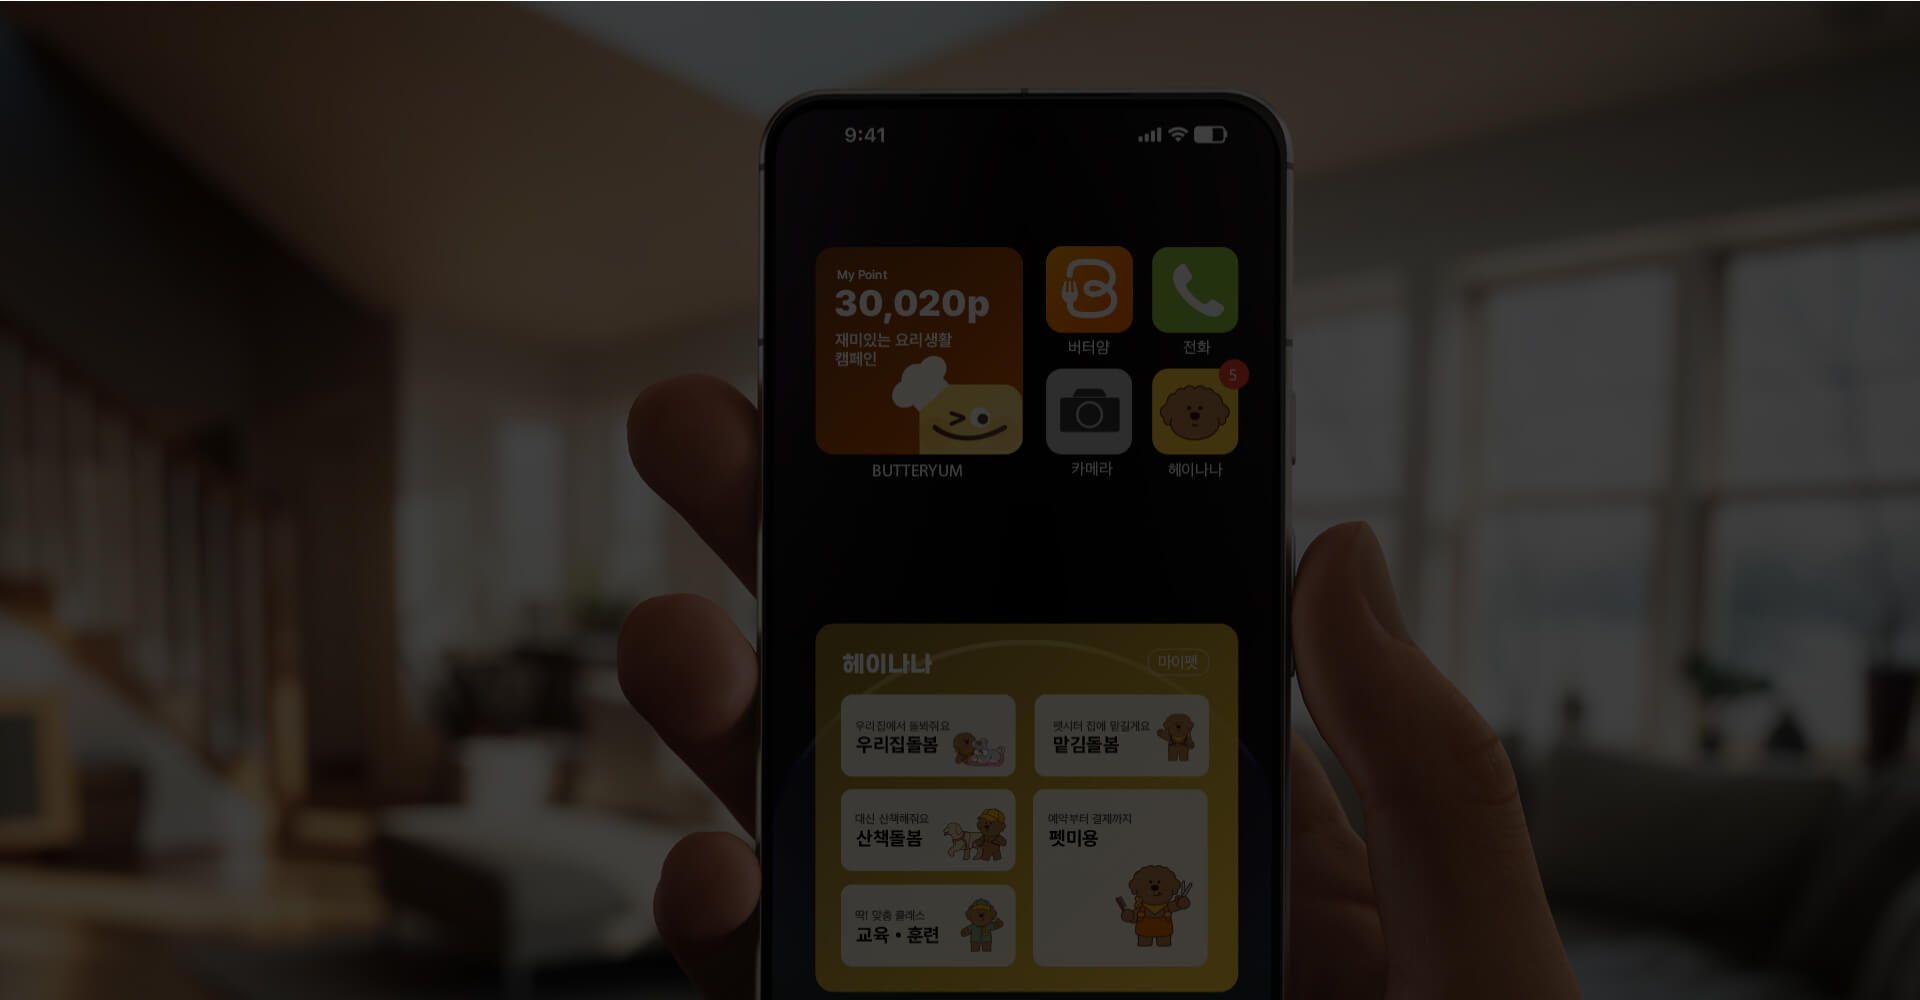 9:41
My Point
30,020p
재미있는 요리생활
캠페인
BUTTERYUM
버터얌
전화
카메라
5
헤이나나
헤이나나
마이펫
우리집에서 돌봐줘요
우리집돌봄
펫시터 집에 맡길게요
맡김돌봄
대신 산책해줘요
산책돌봄
예약부터 결제까지
펫미용
딱! 맞춤 클래스
교육 • 훈련